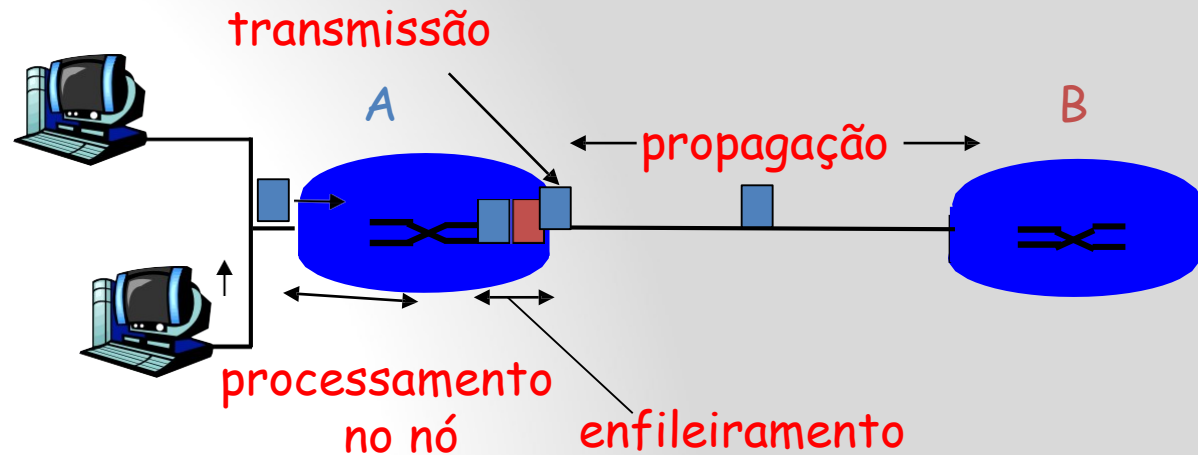 transmissão
A
B
propagação
processamento
no nó
enfileiramento